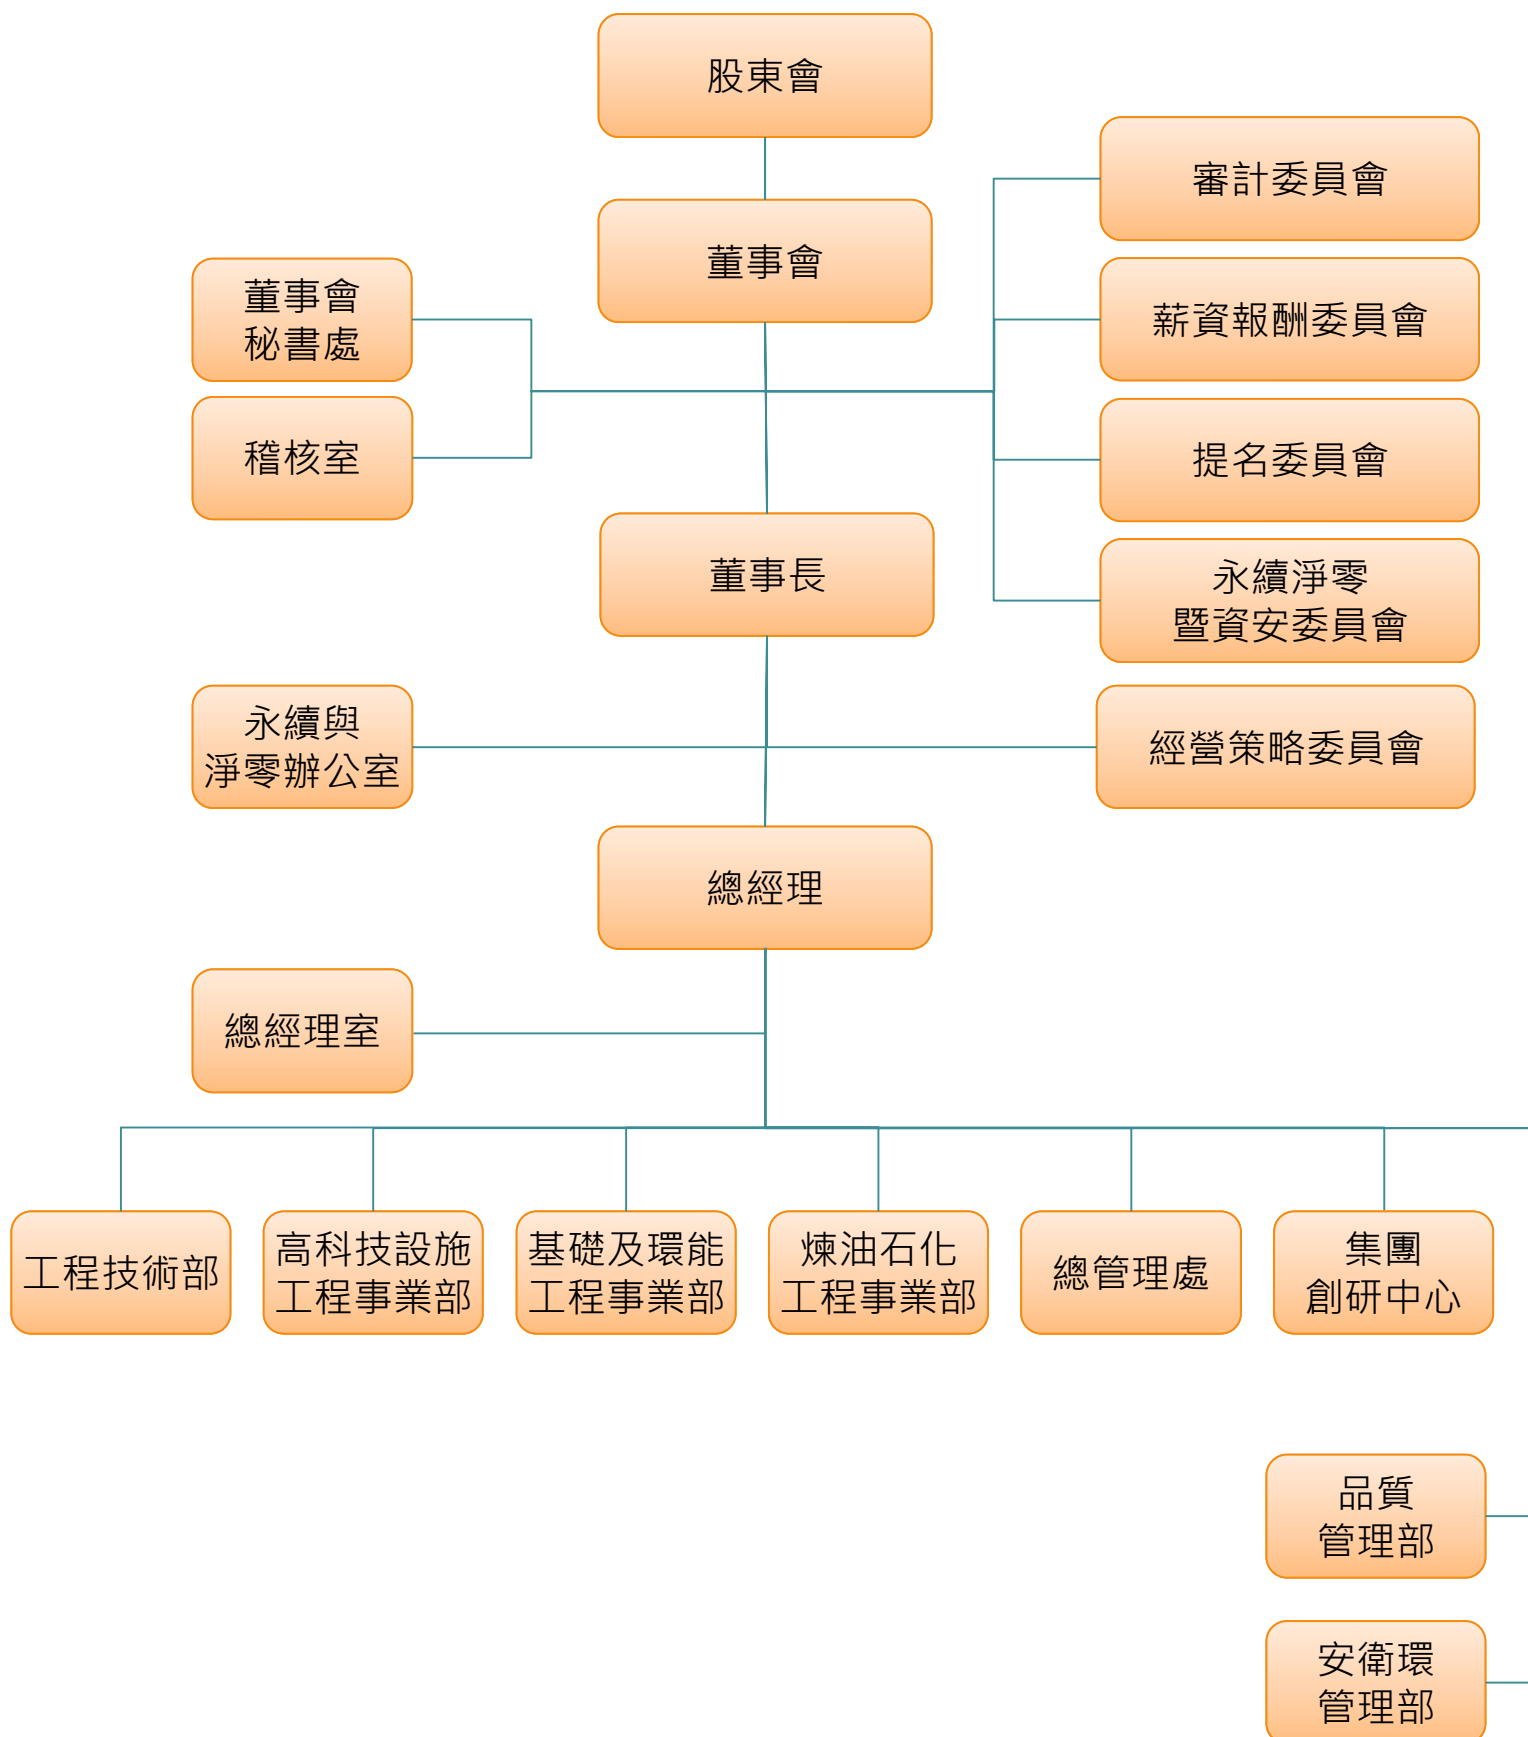 股東會
審計委員會
董事會
董事會
秘書處
薪資報酬委員會
稽核室
提名委員會
董事長
永續淨零
暨資安委員會
永續與
淨零辦公室
經營策略委員會
總經理
總經理室
工程技術部
高科技設施
工程事業部
基礎及環能
工程事業部
煉油石化
工程事業部
總管理處
集團
創研中心
品質
管理部
安衛環
管理部